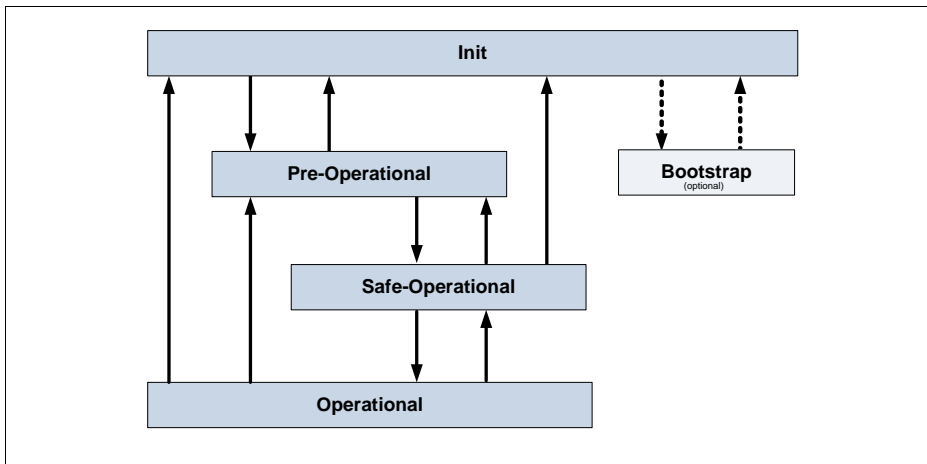 Init
Pre-Operational
Bootstrap
(optional)
Safe-Operational
Operational